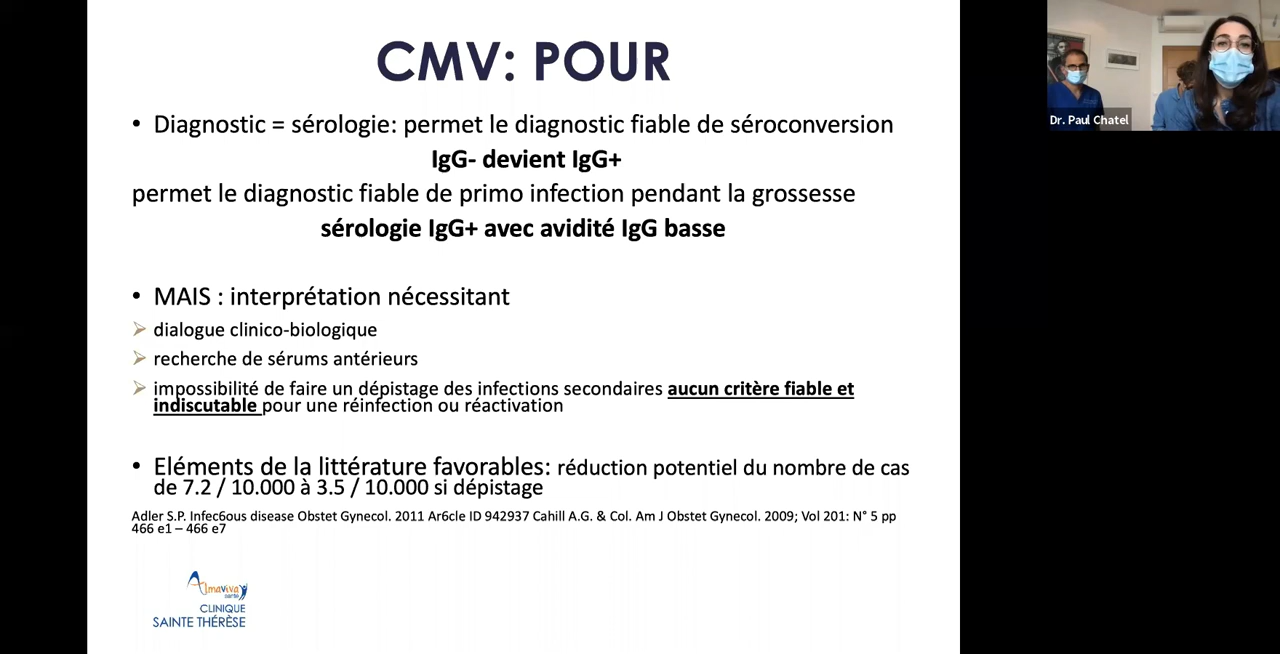 CMV: POUR
• Diagnostic = sérologie: permet le diagnostic fiable de séroconversion
IgG- devient IgG+
permet le diagnostic fiable de primo infection pendant la grossesse
sérologie IgG+ avec avidité IgG basse
• MAIS : interprétation nécessitant
dialogue clinico-biologique
recherche de sérums antérieurs
impossibilité de faire un dépistage des infections secondaires aucun critère fiable et
indiscutable pour une réinfection ou réactivation
• Eléments de la littérature favorables: réduction potentiel du nombre de cas
de 7.2 / 10.000 à 3.5 / 10.000 si dépistage
Adler S.P. Infec6ous disease Obstet Gynecol. 2011 Ar6cle ID 942937 Cahill A.G. & Col. Am J Obstet Gynecol. 2009; Vol 201: N° 5 pp
466 e1 – 466 e7
Almaviva
santé
CLINIQUE
SAINTE THÉRÈSE
Dr. Paul Chatel